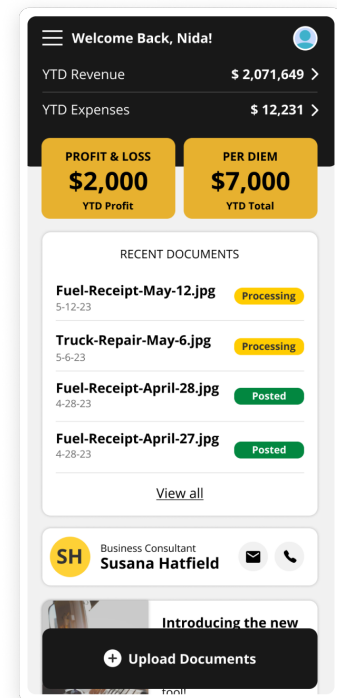 Welcome Back, Nida!
YTD Revenue $ 2,071,649
YTD Expenses $ 12,231
PROFIT & LOSS
$2,000
YTD Profit
PER DIEM
$7,000
YTD Total
RECENT DOCUMENTS
Fuel-Receipt-May-12.jpg Processing
5-12-23
Truck-Repair-May-6.jpg Processing
5-6-23
Fuel-Receipt-April-28.jpg Posted
4-28-23
Fuel-Receipt-April-27.jpg Posted
4-28-23
View all
SH
Business Consultant
Susana Hatfield
Introducing the new
Upload Documents
tool!